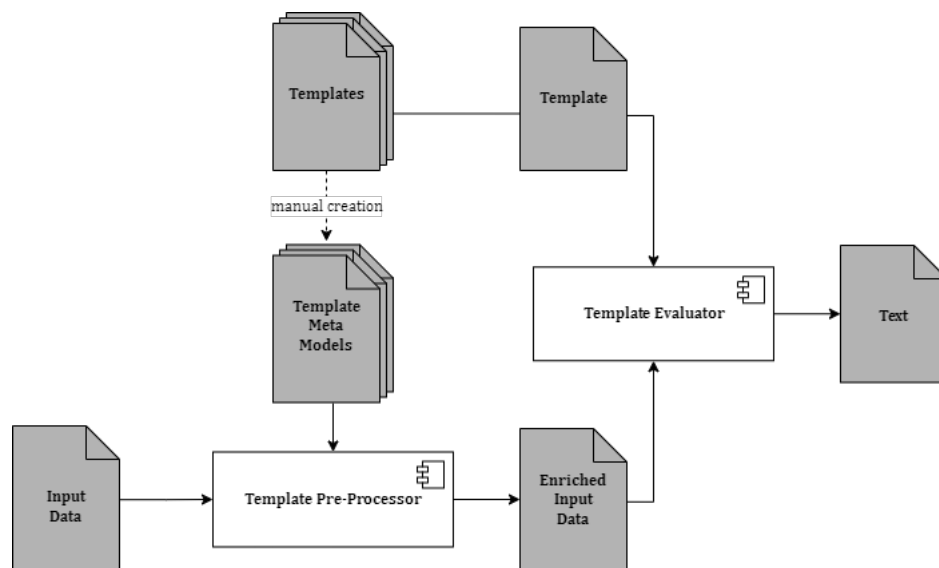 Templates
Template
manual creation
Template
Meta
Models
Template Evaluator
Text
Input
Data
Template Pre-Processor
Enriched
Input
Data